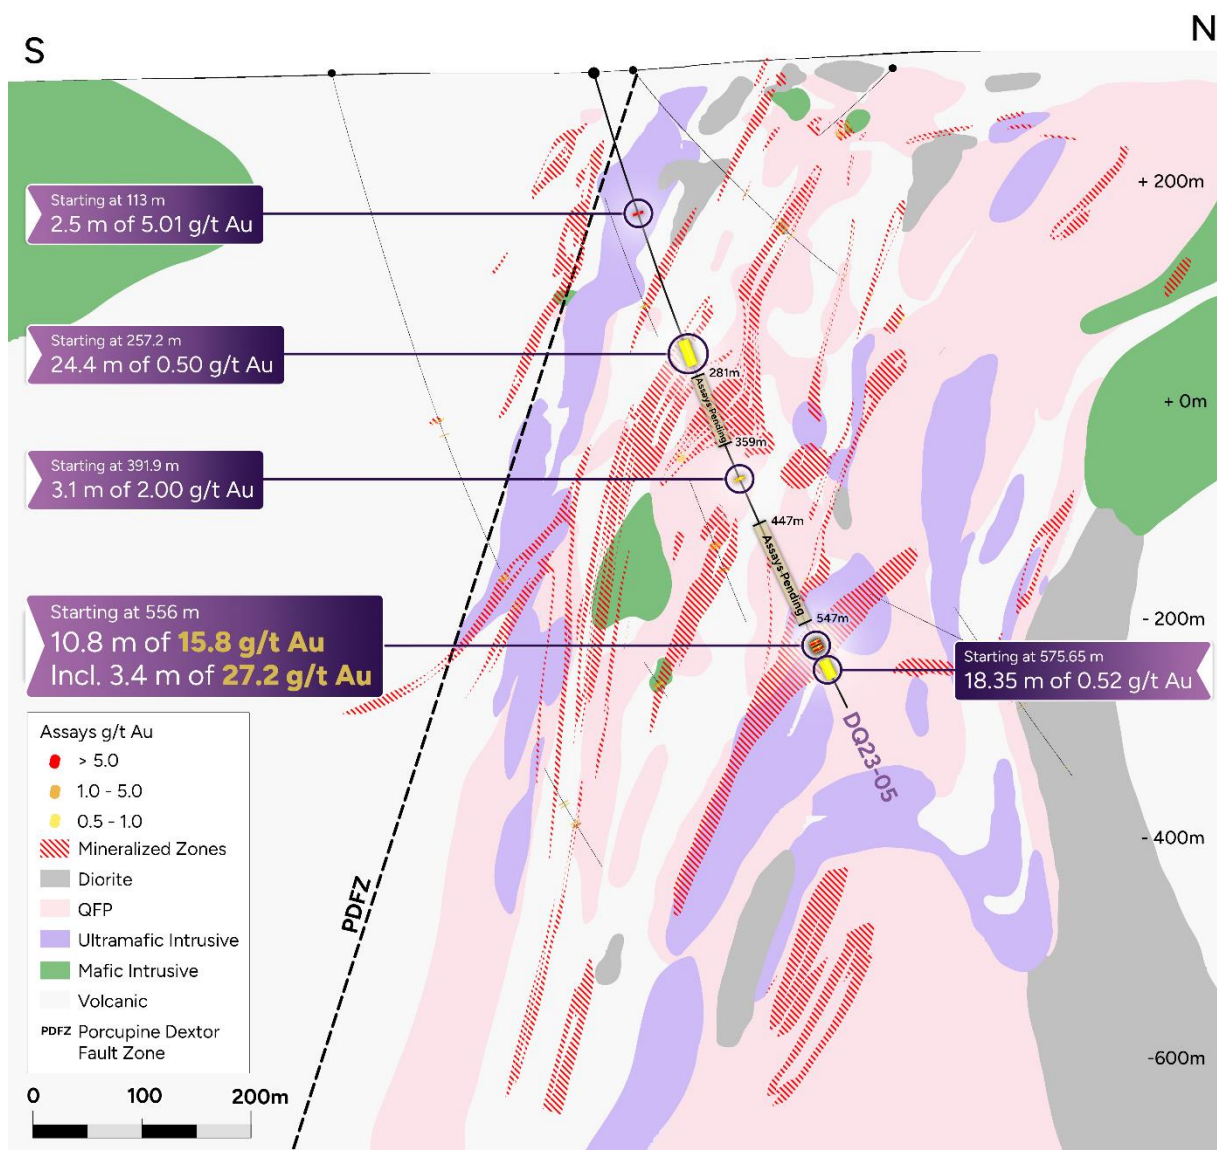 S
N
Starting at 113 m
2.5 m of 5.01 g/t Au
+ 200m
Starting at 257.2 m
24.4 m of 0.50 g/t Au
281m
Assays Pending
359m
+ 0m
Starting at 391.9 m
3.1 m of 2.00 g/t Au
447m
Assays Pending
547m
- 200m
Starting at 556 m
10.8 m of 15.8 g/t Au
Incl. 3.4 m of 27.2 g/t Au
Starting at 575.65 m
18.35 m of 0.52 g/t Au
DQ23-05
- 400m
PDFZ
-600m
Assays g/t Au
> 5.0
1.0 - 5.0
0.5 - 1.0
Mineralized Zones
Diorite
QFP
Ultramafic Intrusive
Mafic Intrusive
Volcanic
PDFZ Porcupine Dextor
Fault Zone
0 100 200m